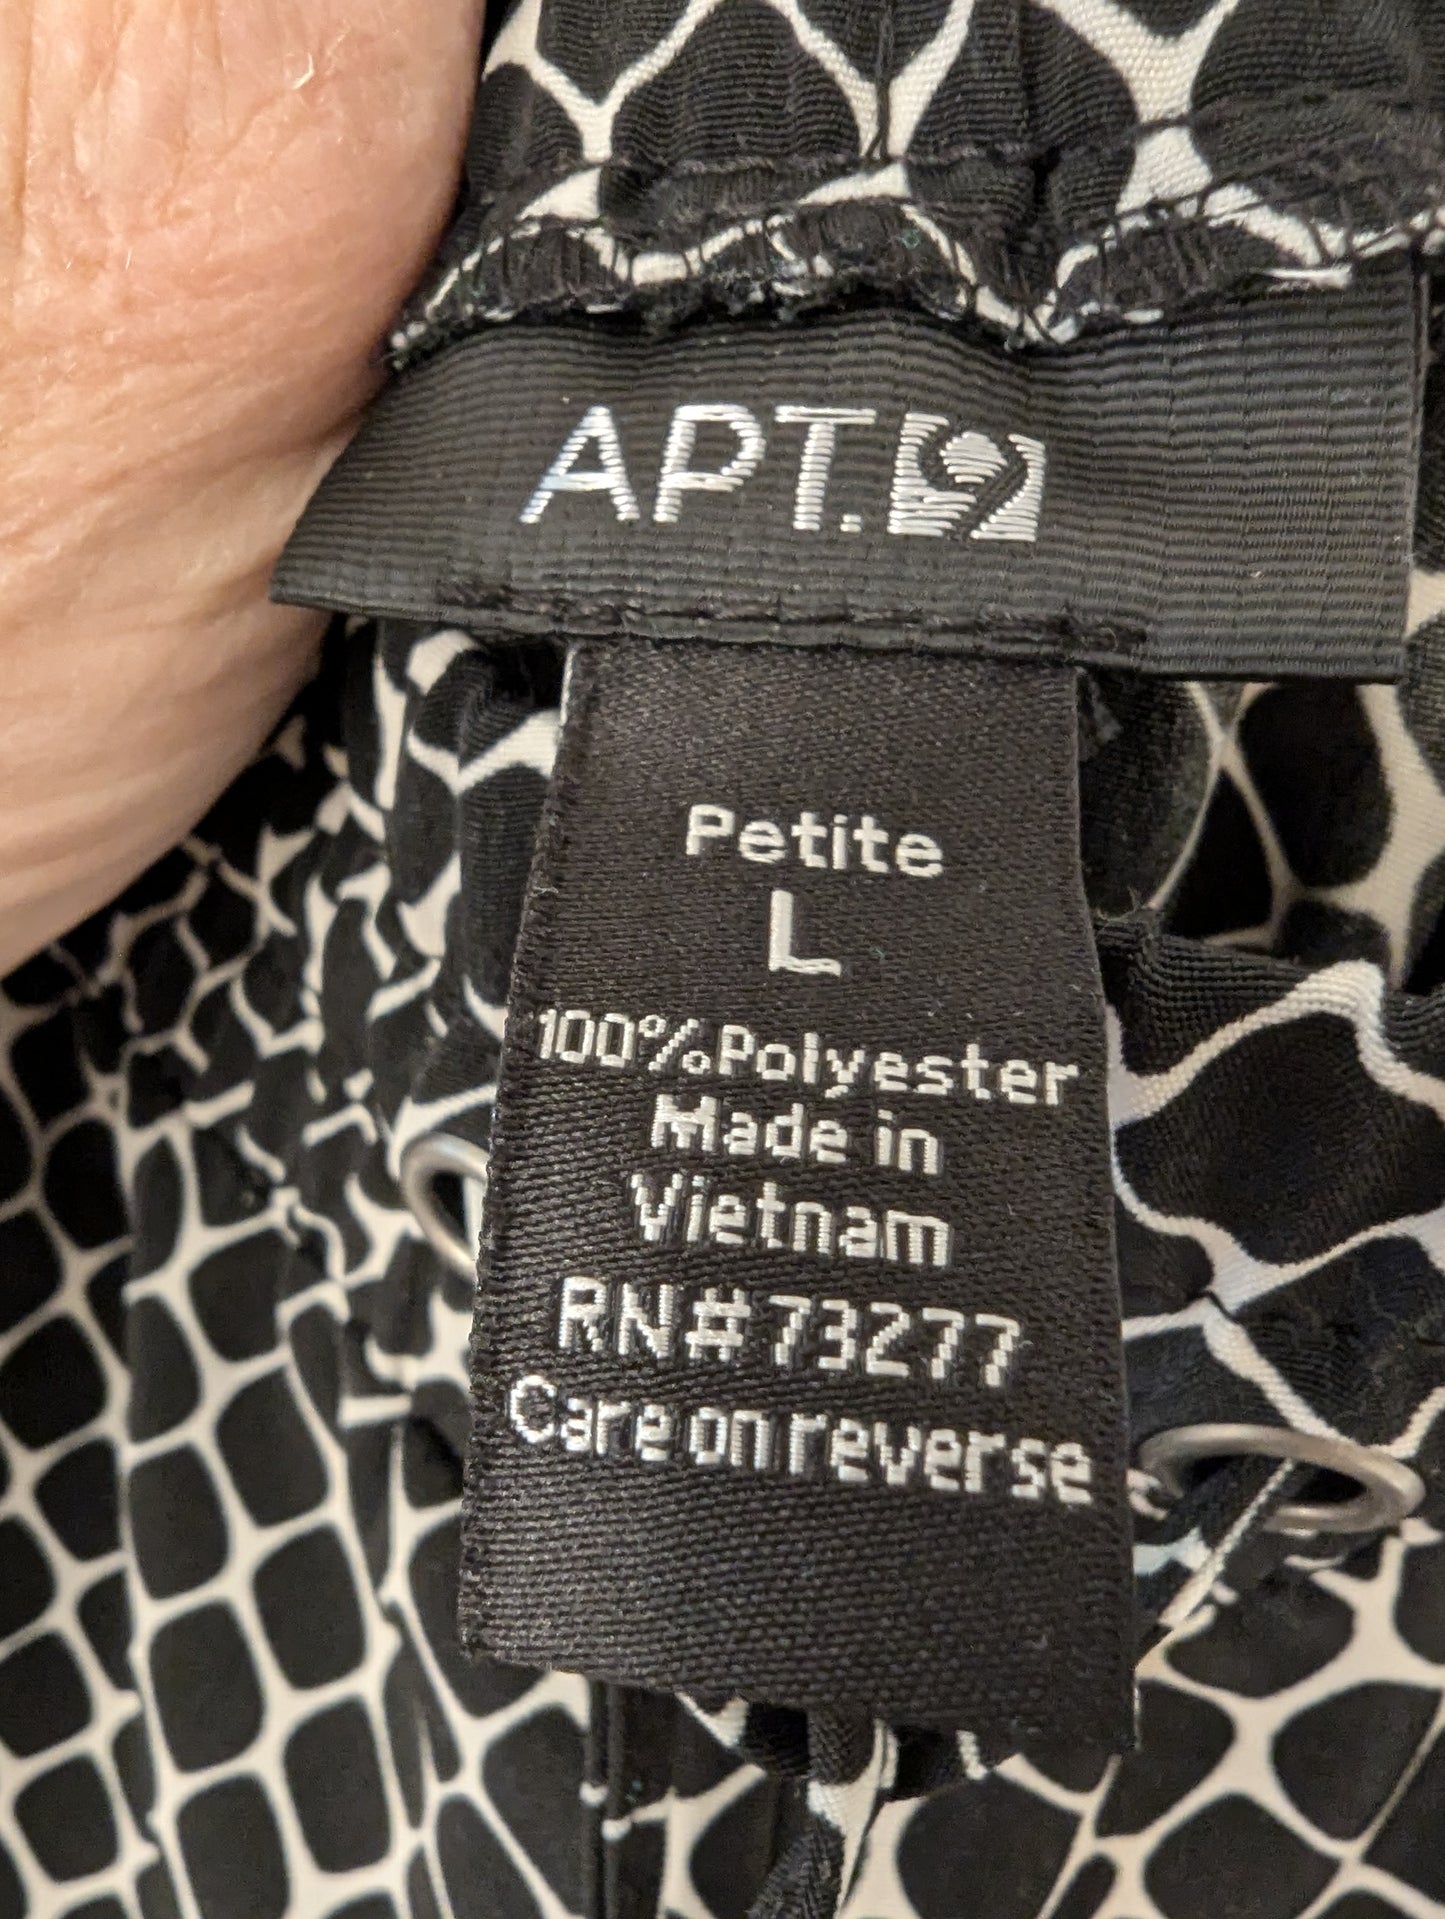 APT.9
Petite
L
100%Polyester
Made in
Vietnam
RN#73277
Care on reverse